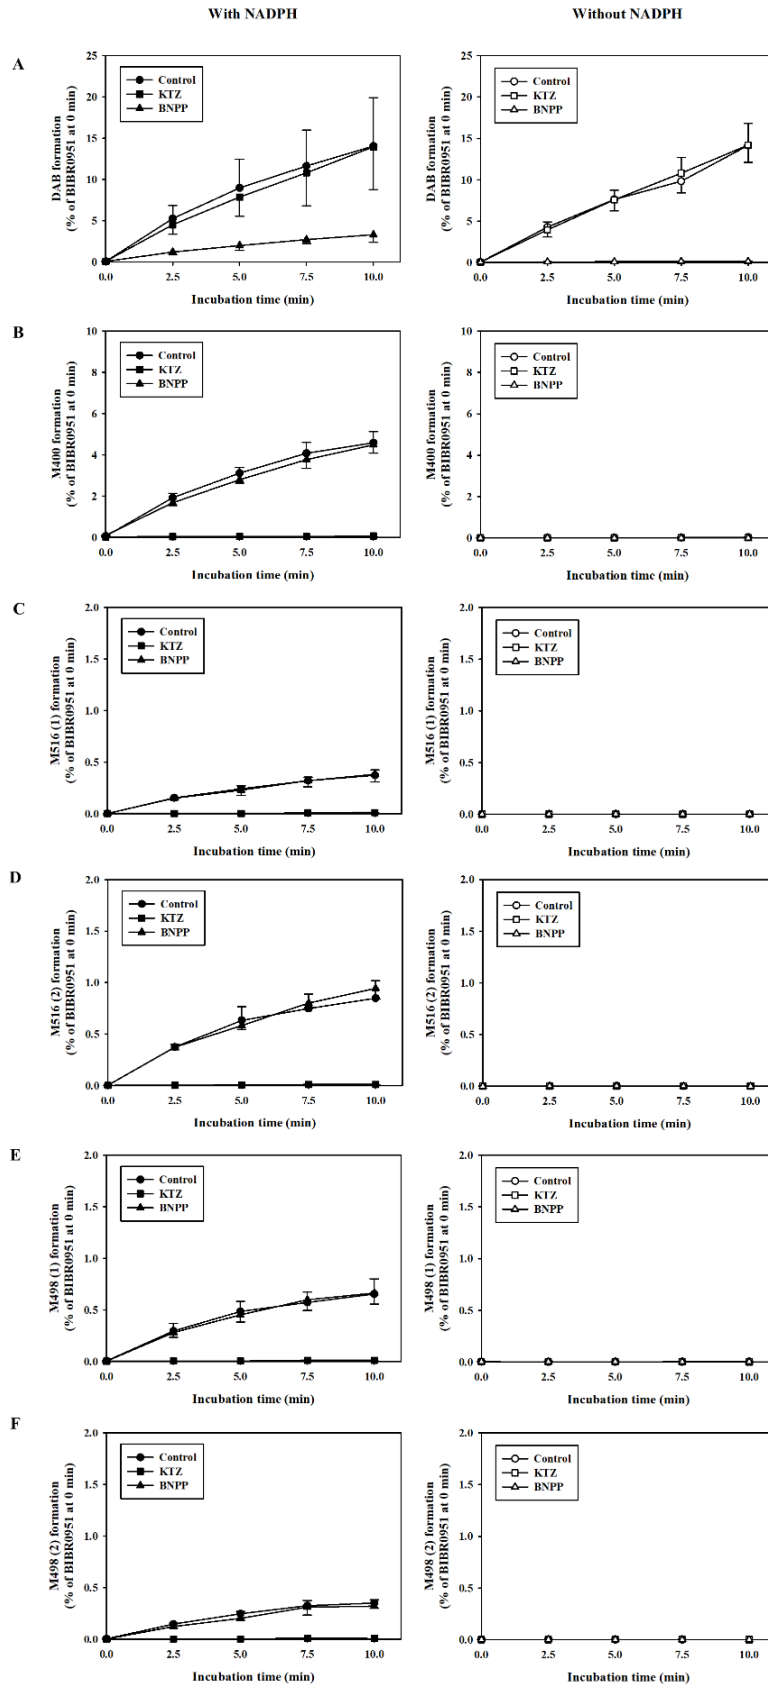 With NADPH
Without NADPH
A
DAB formation
(% of BIBR0951 at 0 min)
25
20
15
10
5
0
Control
KTZ
BNPP
0.0 2.5 5.0 7.5 10.0
Incubation time (min)
DAB formation
(% of BIBR0951 at 0 min)
25
20
15
10
5
0
Control
KTZ
BNPP
0.0 2.5 5.0 7.5 10.0
Incubation time (min)
B
M400 formation
(% of BIBR0951 at 0 min)
10
8
6
4
2
0
Control
KTZ
BNPP
0.0 2.5 5.0 7.5 10.0
Incubation time (min)
M400 formation
(% of BIBR0951 at 0 min)
10
8
6
4
2
0
Control
KTZ
BNPP
0.0 2.5 5.0 7.5 10.0
Incubation time (min)
C
M516 (1) formation
(% of BIBR0951 at 0 min)
2.0
1.5
1.0
0.5
0.0
Control
KTZ
BNPP
0.0 2.5 5.0 7.5 10.0
Incubation time (min)
M516 (1) formation
(% of BIBR0951 at 0 min)
2.0
1.5
1.0
0.5
0.0
Control
KTZ
BNPP
0.0 2.5 5.0 7.5 10.0
Incubation time (min)
D
M516 (2) formation
(% of BIBR0951 at 0 min)
2.0
1.5
1.0
0.5
0.0
Control
KTZ
BNPP
0.0 2.5 5.0 7.5 10.0
Incubation time (min)
M516 (2) formation
(% of BIBR0951 at 0 min)
2.0
1.5
1.0
0.5
0.0
Control
KTZ
BNPP
0.0 2.5 5.0 7.5 10.0
Incubation time (min)
E
M498 (1) formation
(% of BIBR0951 at 0 min)
2.0
1.5
1.0
0.5
0.0
Control
KTZ
BNPP
0.0 2.5 5.0 7.5 10.0
Incubation time (min)
M498 (1) formation
(% of BIBR0951 at 0 min)
2.0
1.5
1.0
0.5
0.0
Control
KTZ
BNPP
0.0 2.5 5.0 7.5 10.0
Incubation time (min)
F
M498 (2) formation
(% of BIBR0951 at 0 min)
2.0
1.5
1.0
0.5
0.0
Control
KTZ
BNPP
0.0 2.5 5.0 7.5 10.0
Incubation time (min)
M498 (2) formation
(% of BIBR0951 at 0 min)
2.0
1.5
1.0
0.5
0.0
Control
KTZ
BNPP
0.0 2.5 5.0 7.5 10.0
Incubation time (min)